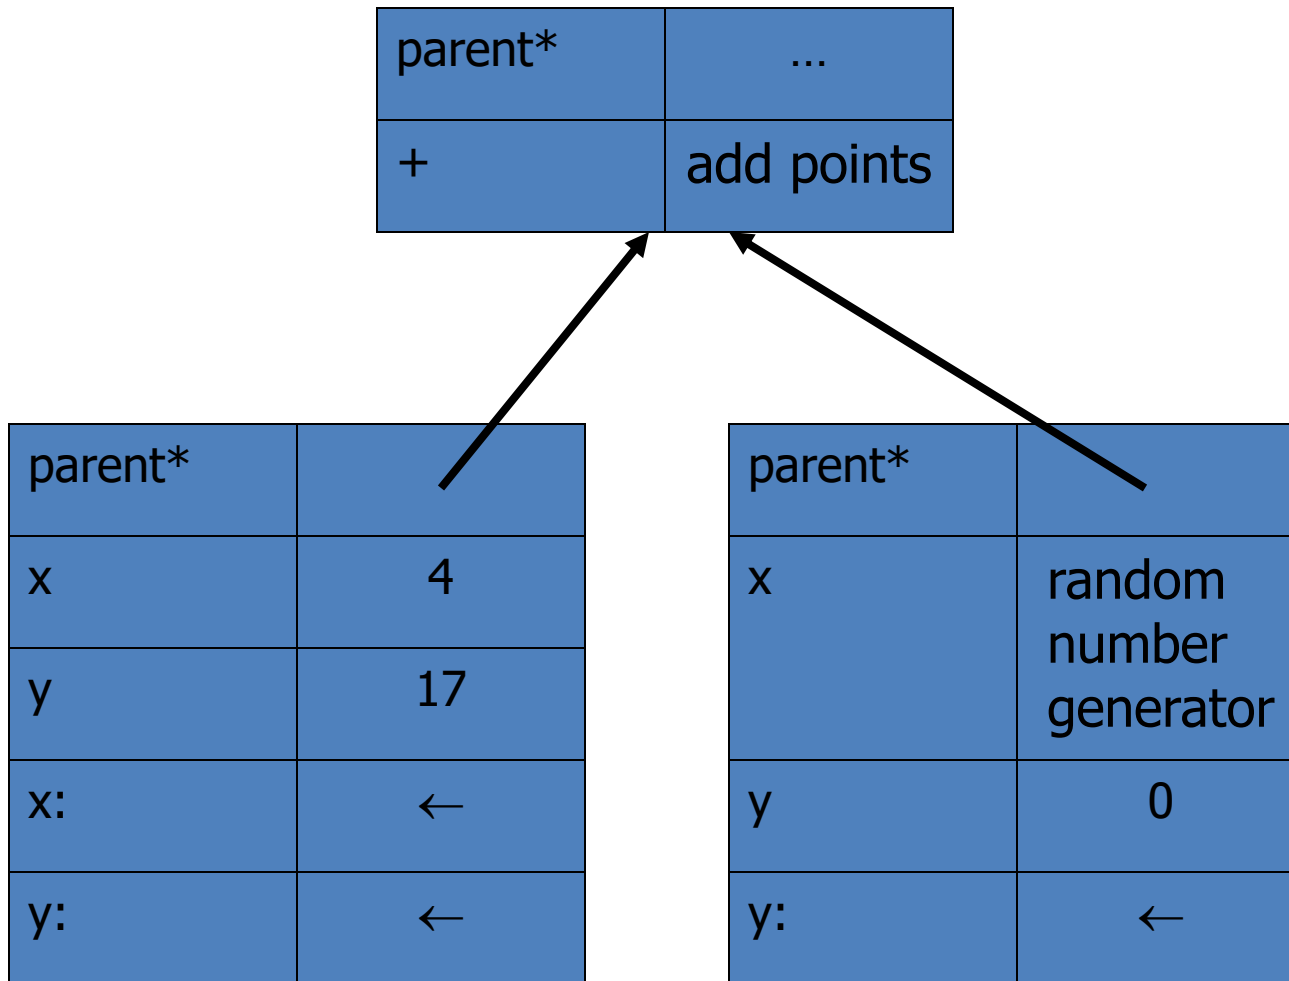 parent* ...
+ add points
parent*
x 4
y 17
x: ←
y: ←
parent*
x random
number
generator
y 0
y: ←